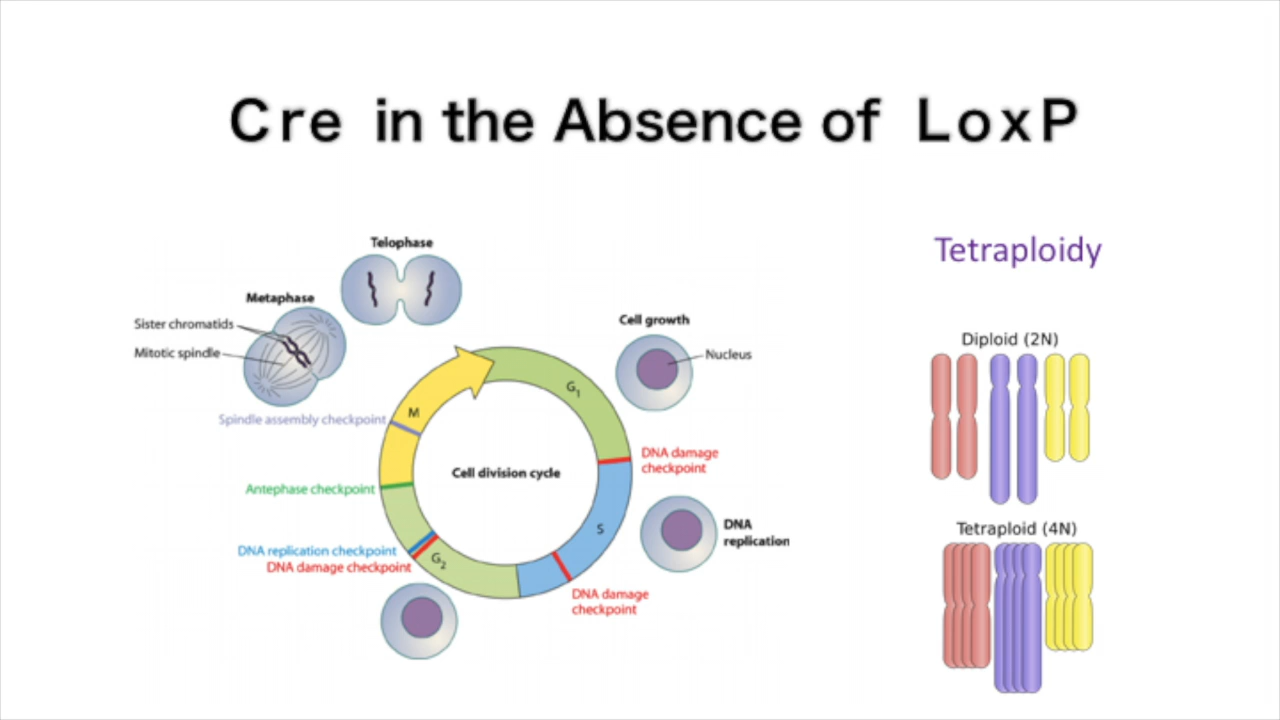 Cre in the Absence of LoxP
Telophase
Metaphase
Sister chromatids
Mitotic spindle
Spindle assembly checkpoint
Antephase checkpoint
DNA replication checkpoint
DNA damage checkpoint
M
G1
S
G2
Cell division cycle
Cell growth
Nucleus
DNA damage
checkpoint
DNA
replication
DNA damage
checkpoint
Tetraploidy
Diploid (2N)
Tetraploid (4N)